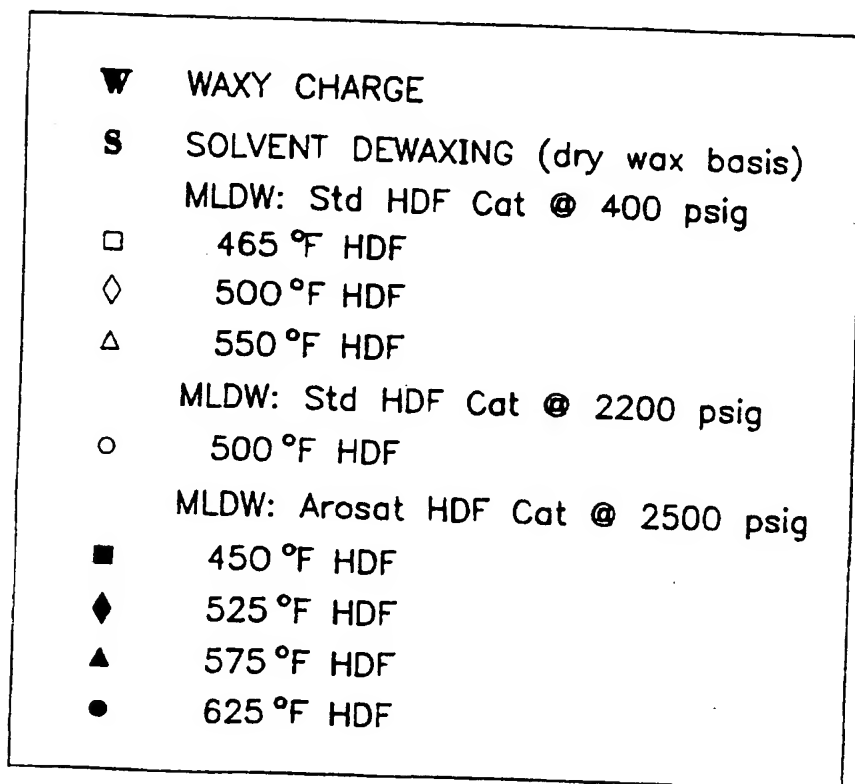 W WAXY CHARGE
S SOLVENT DEWAXING (dry wax basis)
MLDW: Std HDF Cat @ 400 psig
□ 465 °F HDF
◇ 500 °F HDF
△ 550 °F HDF
MLDW: Std HDF Cat @ 2200 psig
○ 500 °F HDF
MLDW: Arosat HDF Cat @ 2500 psig
■ 450 °F HDF
◆ 525 °F HDF
▲ 575 °F HDF
● 625 °F HDF